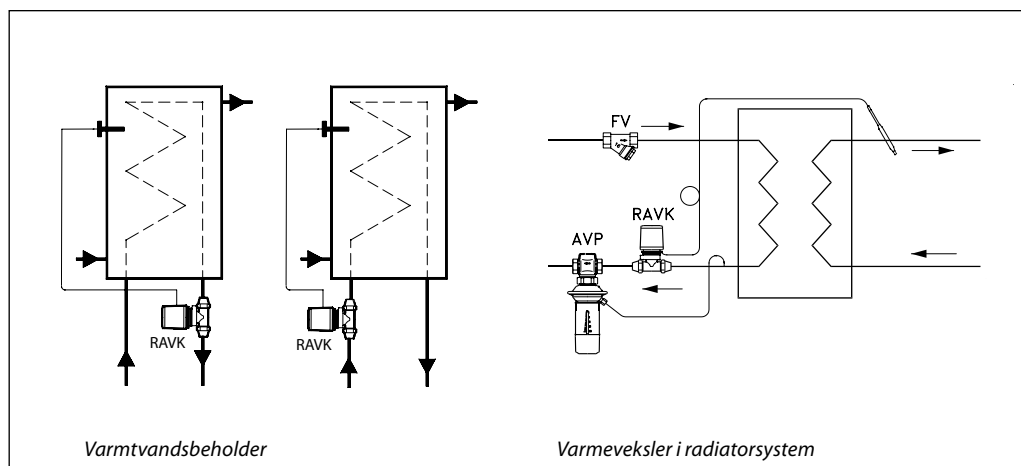 FV
RAVK
AVP
RAVK
RAVK
Varmtvandsbeholder
Varmeveksler i radiatorsystem